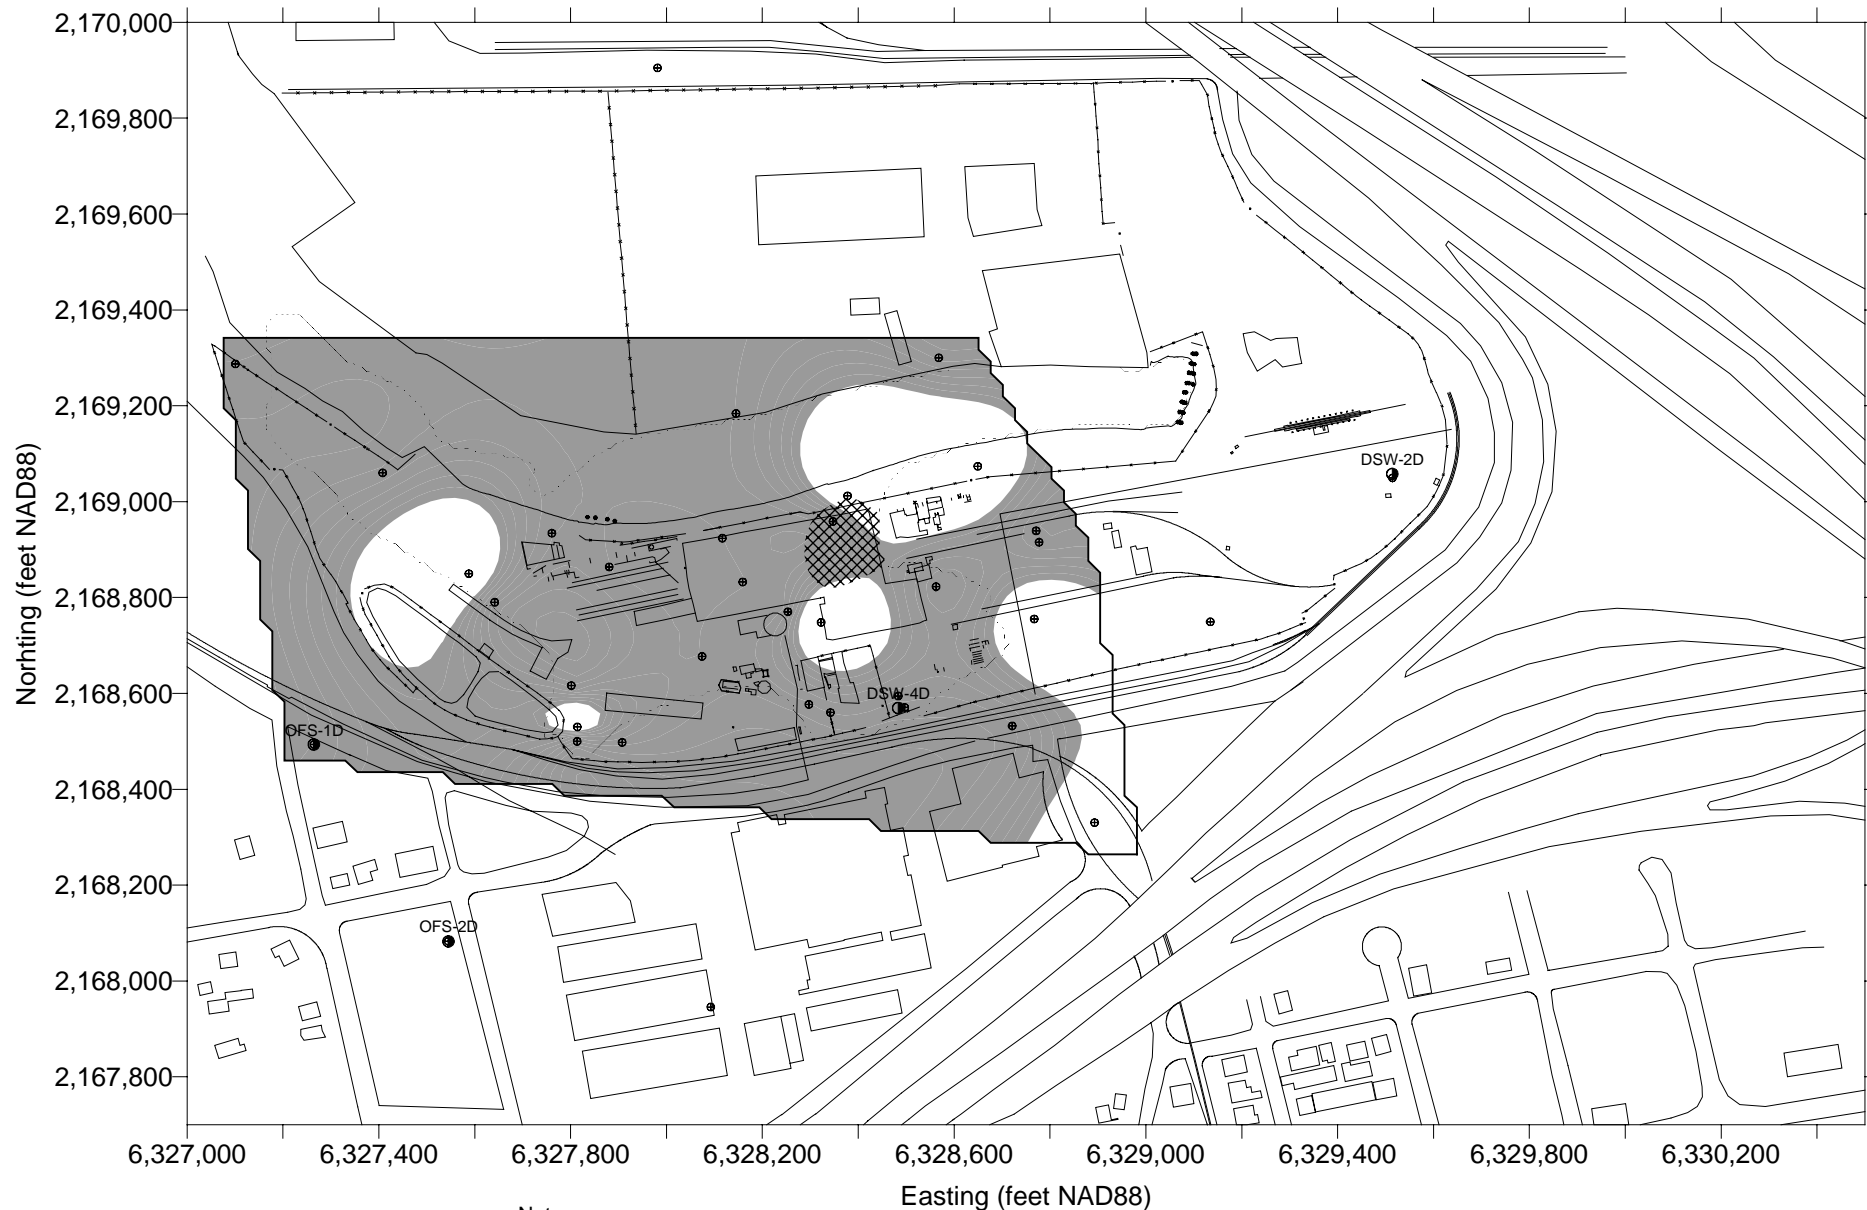 2,170,000
2,169,800
2,169,600
2,169,400
2,169,200
2,169,000
2,168,800
2,168,600
2,168,400
2,168,200
2,168,000
2,167,800
Norhting (feet NAD88)
DSW-2D
DSW-4D
OFS-1D
OFS-2D
6,327,000 6,327,400 6,327,800 6,328,200 6,328,600 6,329,000 6,329,400 6,329,800 6,330,200
Easting (feet NAD88)